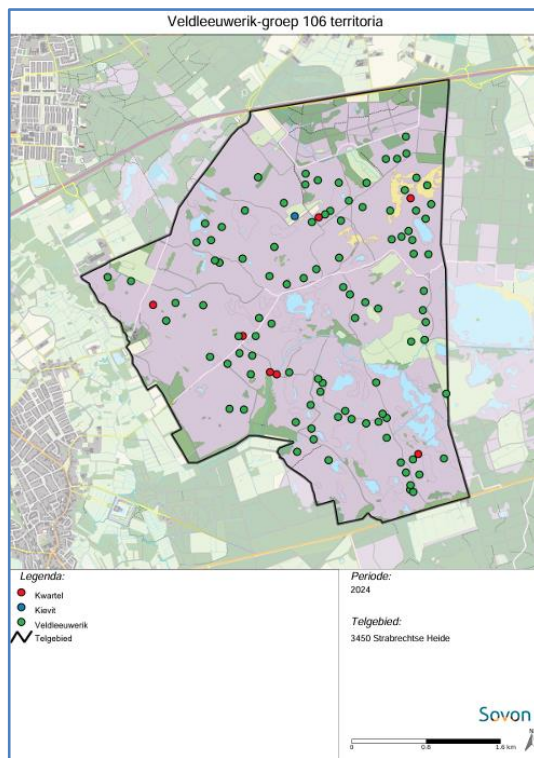 Veldleeuwerik-groep 106 territoria
Legenda:
Kwartel
Kievit
Veldleeuwerik
Telgebied
Periode:
2024
Telgebied:
3450 Strabrechtse Heide
Sovon
N
0 0.8 1.6 km